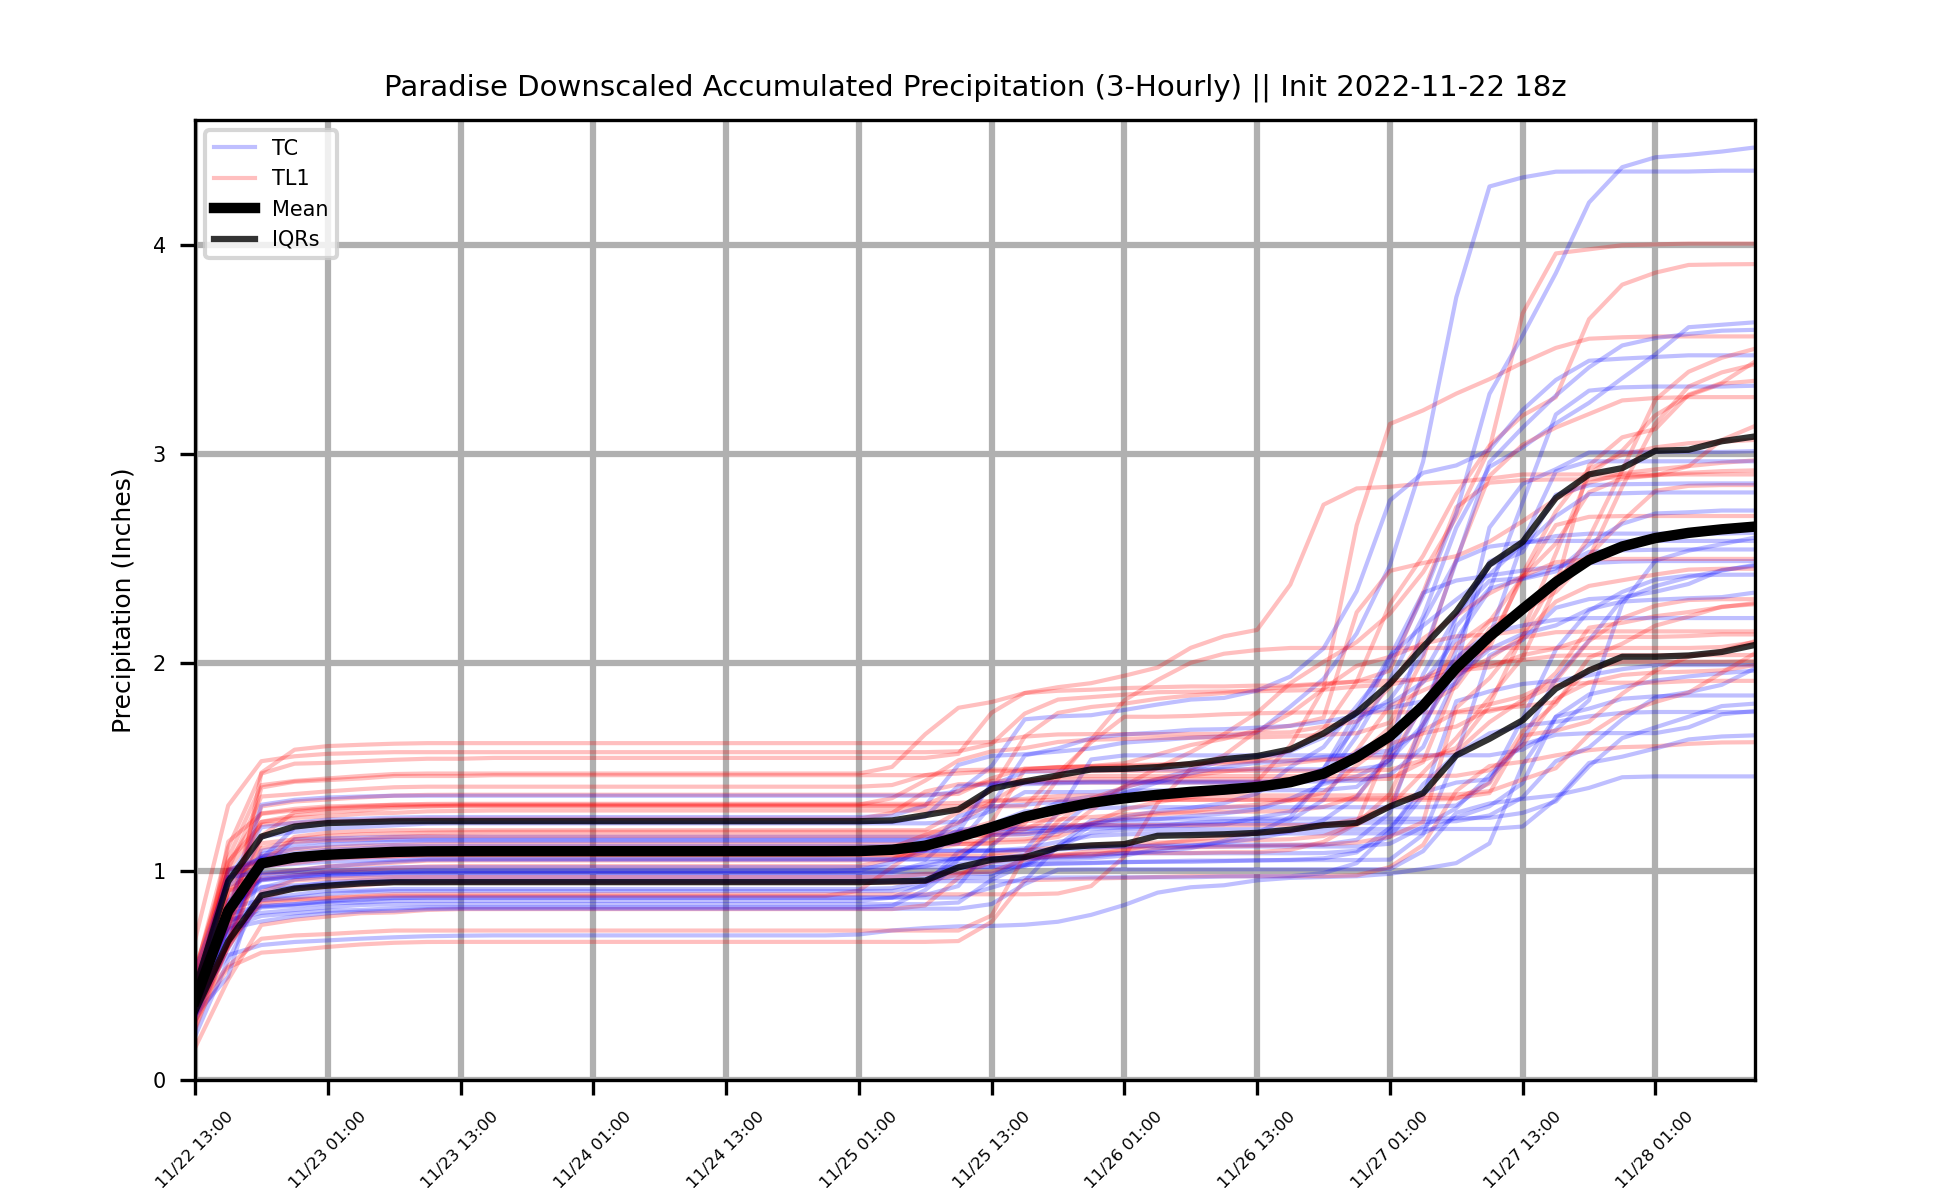 Paradise Downscaled Accumulated Precipitation (3-Hourly) || Init 2022-11-22 18z
TC
TL1
Mean
IQRs
Precipitation (Inches)
4
3
2
1
0
11/22 13:00
11/23 01:00
11/23 13:00
11/24 01:00
11/24 13:00
11/25 01:00
11/25 13:00
11/26 01:00
11/26 13:00
11/27 01:00
11/27 13:00
11/28 01:00